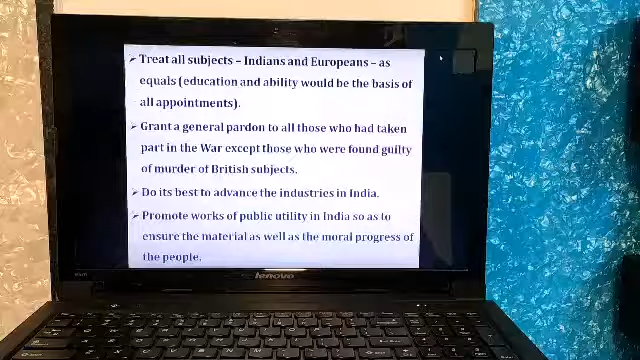 ➢ Treat all subjects – Indians and Europeans – as
equals (education and ability would be the basis of
all appointments).
➢ Grant a general pardon to all those who had taken
part in the War except those who were found guilty
of murder of British subjects.
➢ Do its best to advance the industries in India.
➢ Promote works of public utility in India so as to
ensure the material as well as the moral progress of
the people.
lenovo